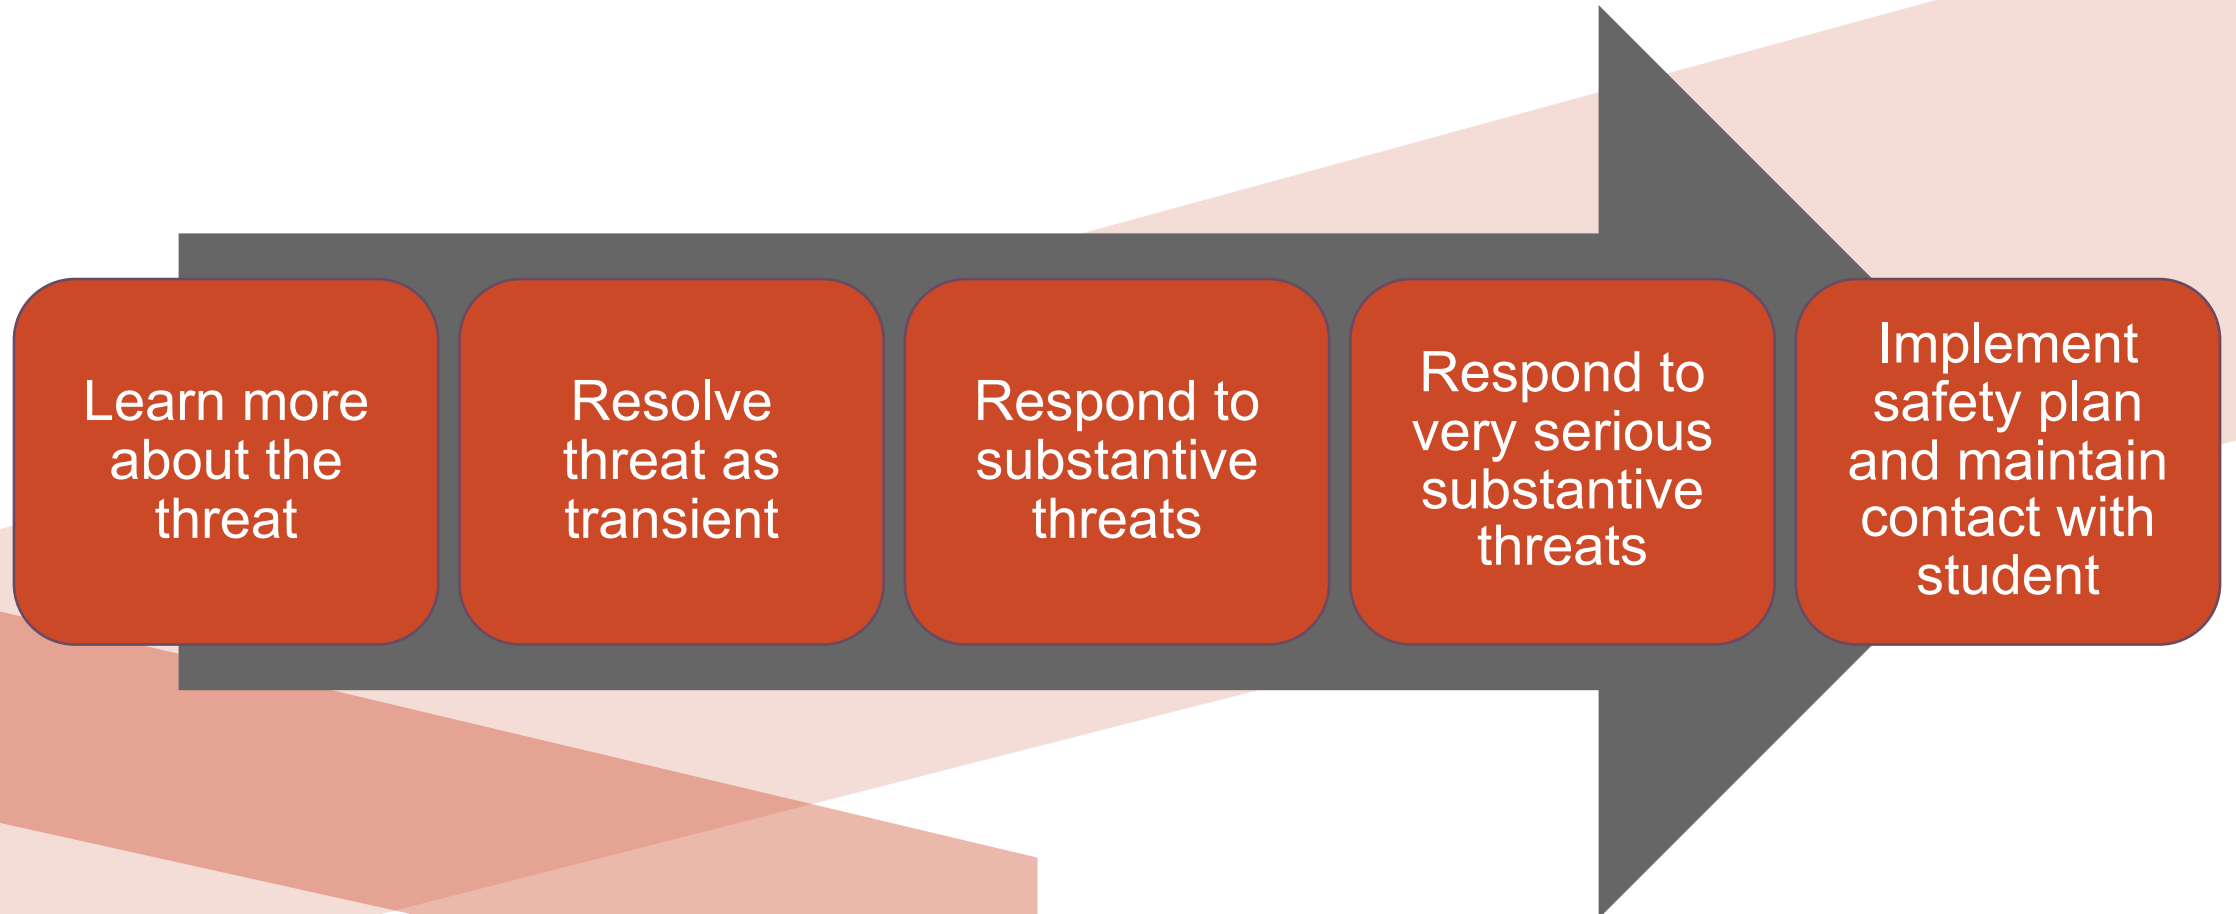 Learn more
about the
threat
Resolve
threat as
transient
Respond to
substantive
threats
Respond to
very serious
substantive
threats
Implement
safety plan
and maintain
contact with
student